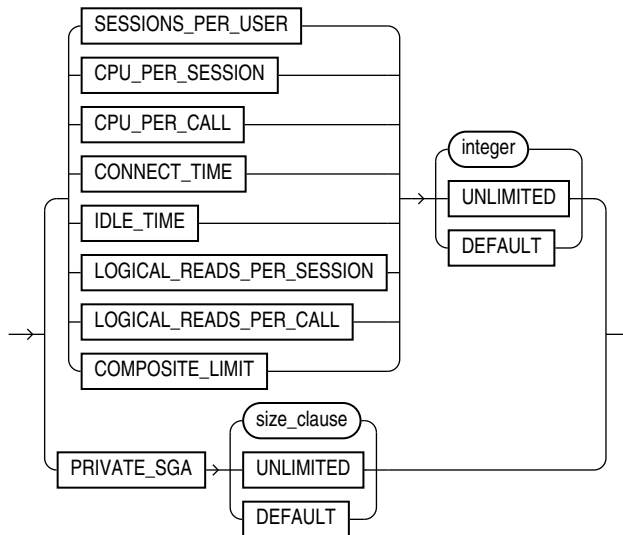 SESSIONS_PER_USER
CPU_PER_SESSION
CPU_PER_CALL
CONNECT_TIME
IDLE_TIME
LOGICAL_READS_PER_SESSION
LOGICAL_READS_PER_CALL
COMPOSITE_LIMIT
integer
UNLIMITED
DEFAULT
PRIVATE_SGA
size_clause
UNLIMITED
DEFAULT